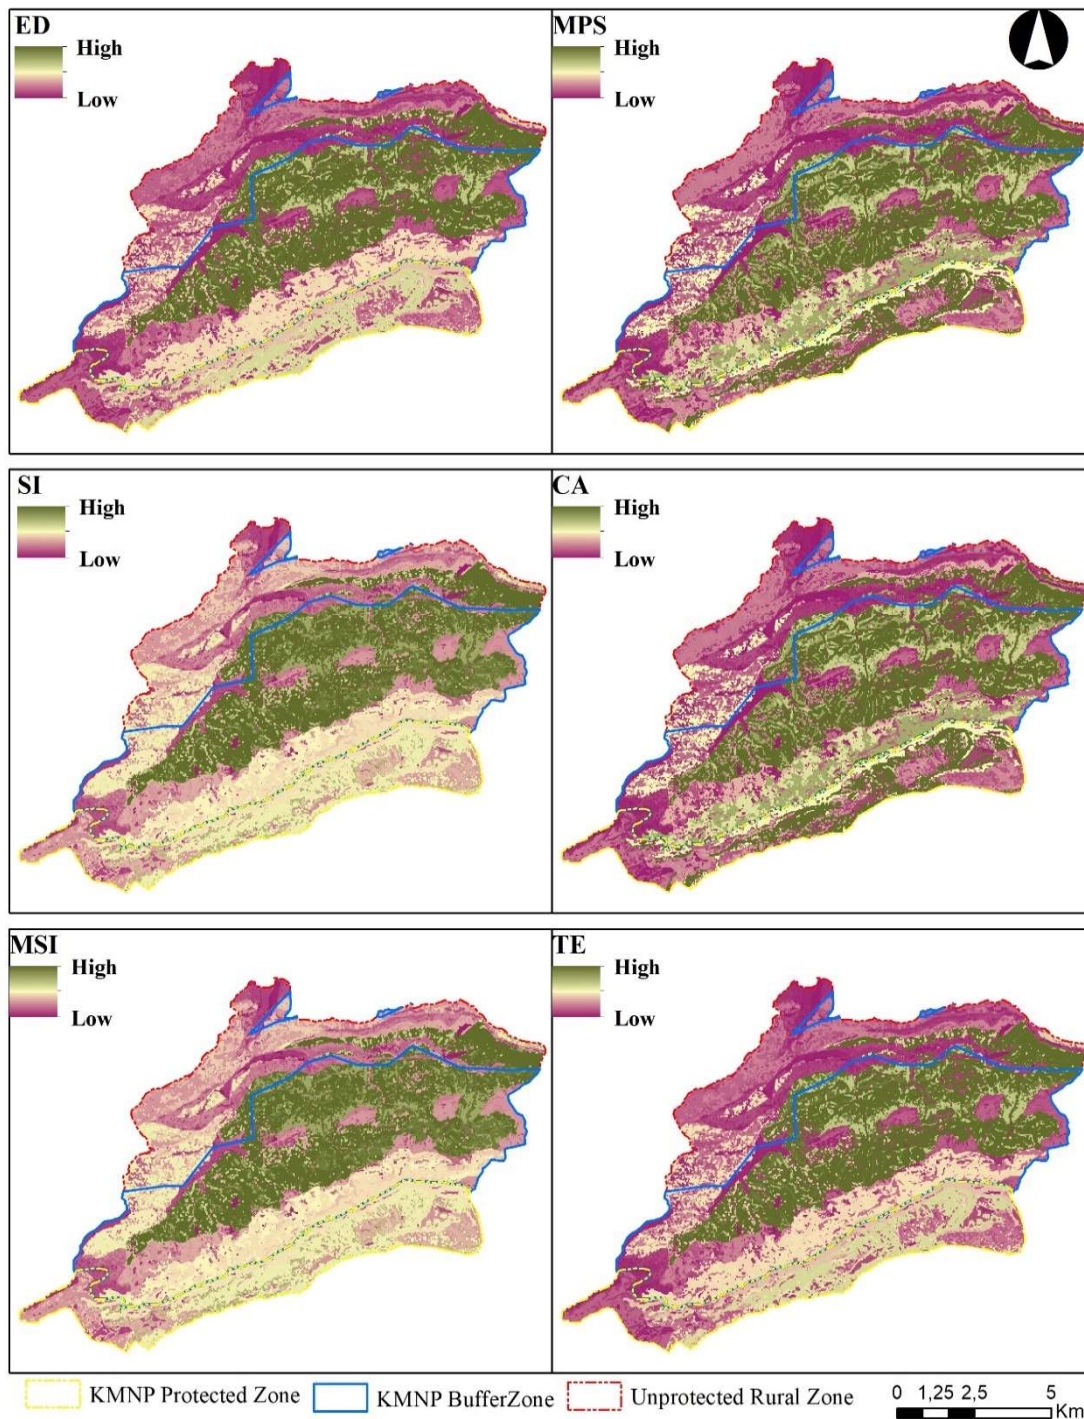 ED
High
Low
MPS
High
Low
SI
High
Low
CA
High
Low
MSI
High
Low
TE
High
Low
KMNP Protected Zone
KMNP BufferZone
Unprotected Rural Zone
0 1,25 2,5 5
Km